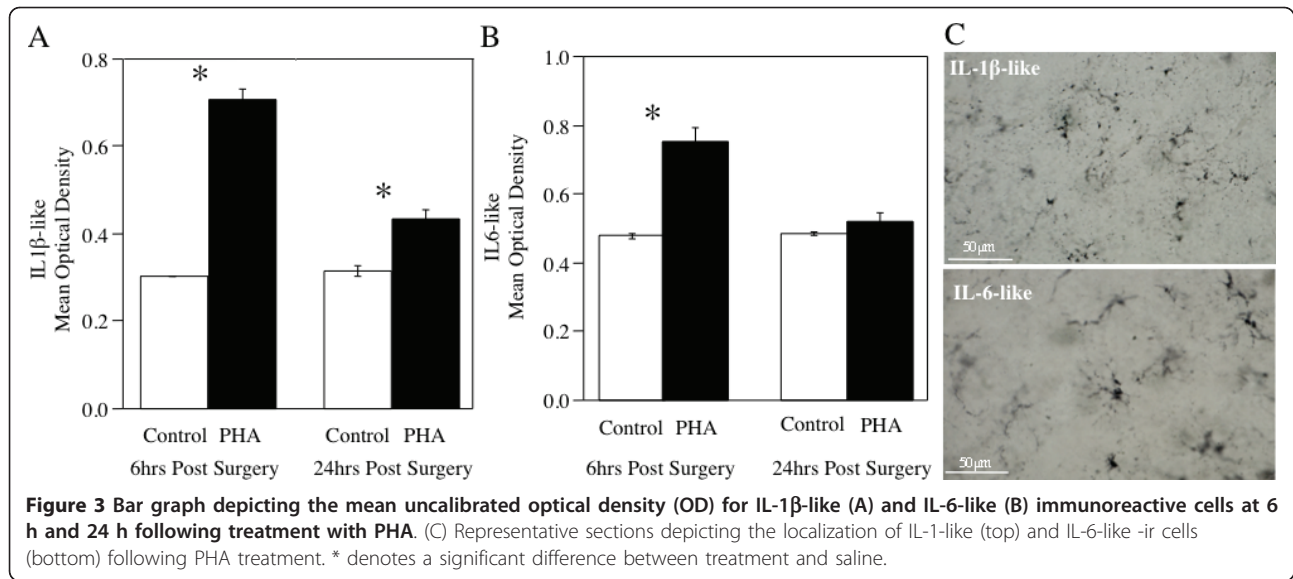 A
0.8
0.6
0.4
0.2
0.0
IL1β-like
Mean Optical Density
*
*
Control PHA
Control PHA
6hrs Post Surgery
24hrs Post Surgery
B
1.0
0.8
0.6
0.4
0.2
0.0
IL6-like
Mean Optical Density
*
Control PHA
Control PHA
6hrs Post Surgery
24hrs Post Surgery
C
IL-1β-like
50µm
IL-6-like
50µm
Figure 3 Bar graph depicting the mean uncalibrated optical density (OD) for IL-1β-like (A) and IL-6-like (B) immunoreactive cells at 6
h and 24 h following treatment with PHA. (C) Representative sections depicting the localization of IL-1-like (top) and IL-6-like -ir cells
(bottom) following PHA treatment. * denotes a significant difference between treatment and saline.